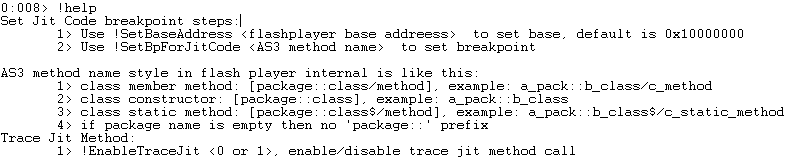 0:008> !help
Set Jit Code breakpoint steps:
1> Use !SetBaseAddress <flashplayer base addreess> to set base, default is 0x10000000
2> Use !SetBpForJitCode <AS3 method name> to set breakpoint
AS3 method name style in flash player internal is like this:
1> class member method: [package::class/method], example: a_pack::b_class/c_method
2> class constructor: [package::class], example: a_pack::b_class
3> class static method: [package::class$/method], example: a_pack::b_class$/c_static_method
4> if package name is empty then no 'package::' prefix
Trace Jit Method:
1> !EnableTraceJit <0 or 1>, enable/disable trace jit method call